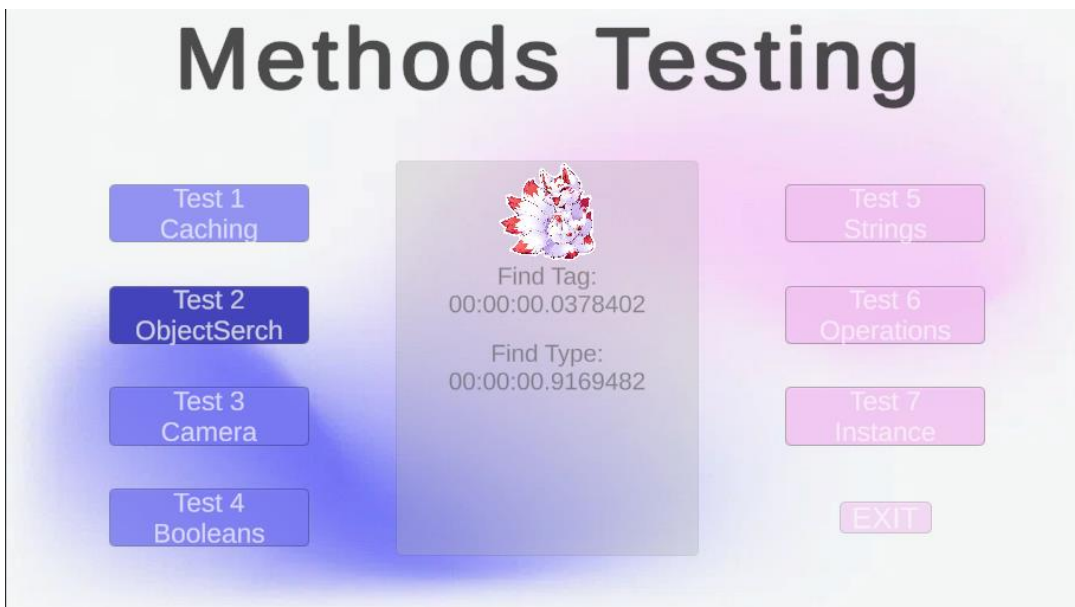 Methods Testing
Test 1
Caching
Test 2
ObjectSerch
Test 3
Camera
Test 4
Booleans
Find Tag:
00:00:00.0378402
Find Type:
00:00:00.9169482
Test 5
Strings
Test 6
Operations
Test 7
Instance
EXIT